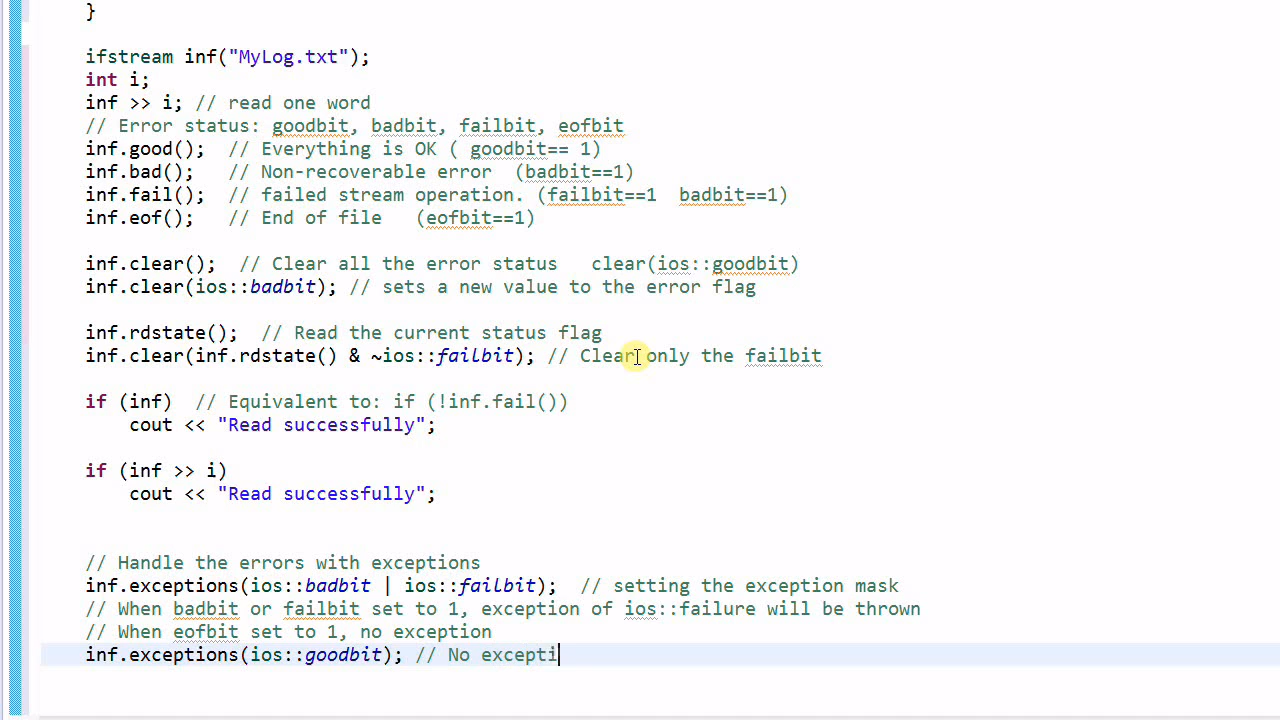 }
ifstream inf("MyLog.txt");
int i;
inf >> i; // read one word
// Error status: goodbit, badbit, failbit, eofbit
inf.good(); // Everything is OK ( goodbit== 1)
inf.bad(); // Non-recoverable error (badbit==1)
inf.fail(); // failed stream operation. (failbit==1 badbit==1)
inf.eof(); // End of file (eofbit==1)
inf.clear(); // Clear all the error status clear(ios::goodbit)
inf.clear(ios::badbit); // sets a new value to the error flag
inf.rdstate(); // Read the current status flag
inf.clear(inf.rdstate() & ~ios::failbit); // Clear only the failbit
if (inf) // Equivalent to: if (!inf.fail())
cout << "Read successfully";
if (inf >> i)
cout << "Read successfully";
// Handle the errors with exceptions
inf.exceptions(ios::badbit | ios::failbit); // setting the exception mask
// When badbit or failbit set to 1, exception of ios::failure will be thrown
// When eofbit set to 1, no exception
inf.exceptions(ios::goodbit); // No excepti